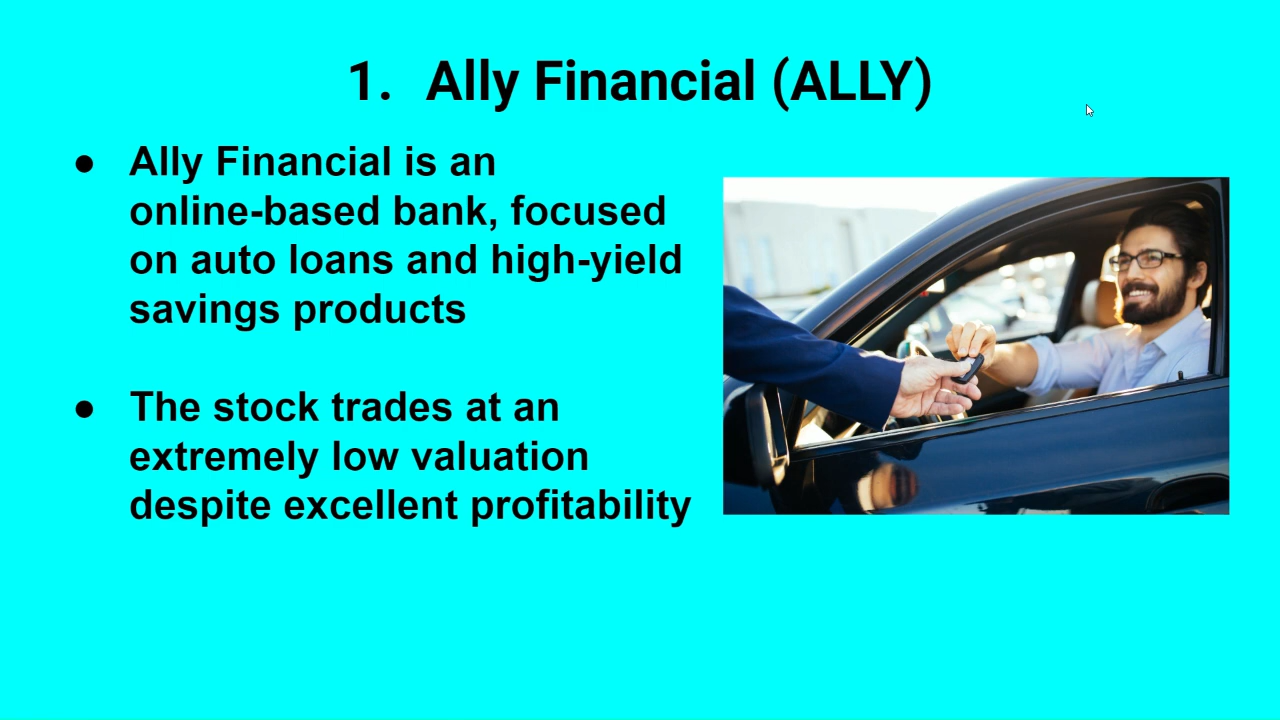 1. Ally Financial (ALLY)
● Ally Financial is an
online-based bank, focused
on auto loans and high-yield
savings products
● The stock trades at an
extremely low valuation
despite excellent profitability